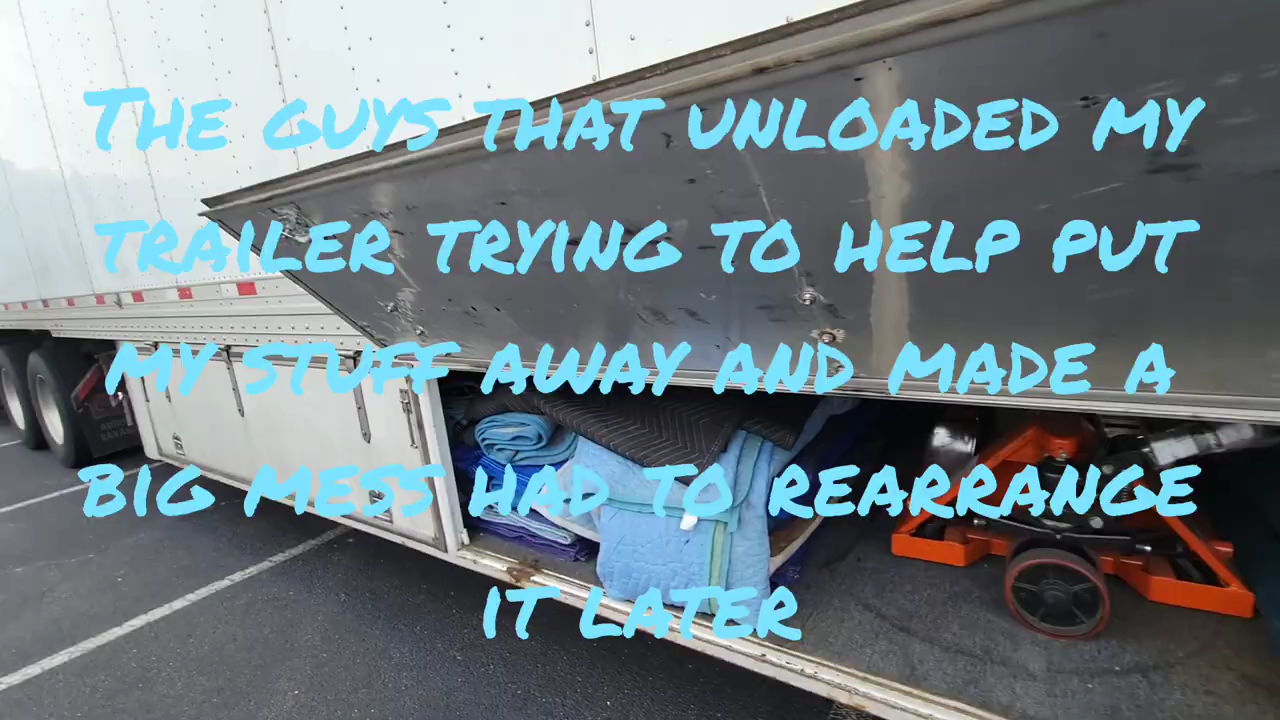 The guys that unloaded my
trailer trying to help put
my stuff away and made a
big mess had to rearrange
it later